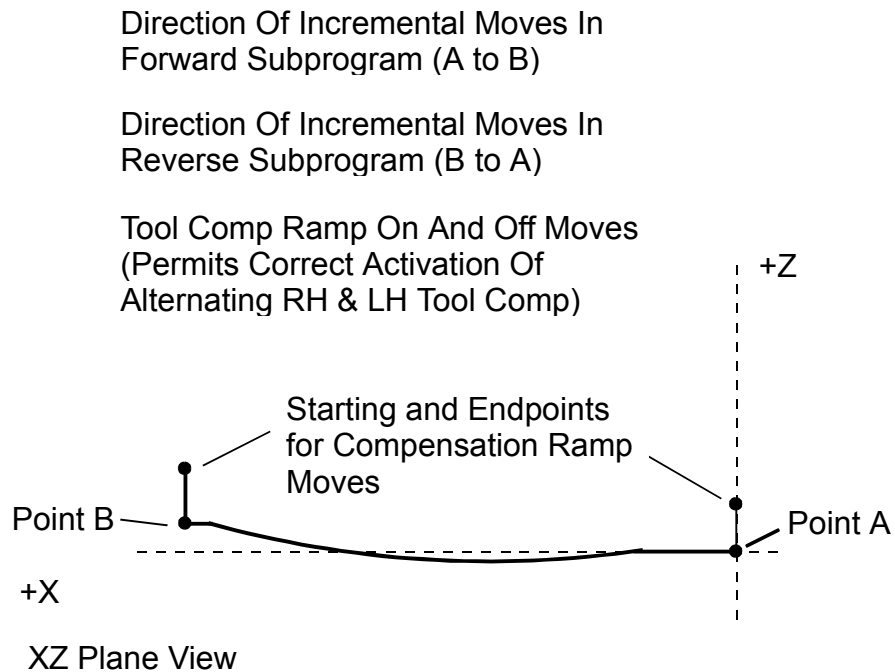 Direction Of Incremental Moves In
Forward Subprogram (A to B)
Direction Of Incremental Moves In
Reverse Subprogram (B to A)
Tool Comp Ramp On And Off Moves
(Permits Correct Activation Of
Alternating RH & LH Tool Comp)
+Z
Starting and Endpoints
for Compensation Ramp
Moves
Point B
Point A
+X
XZ Plane View